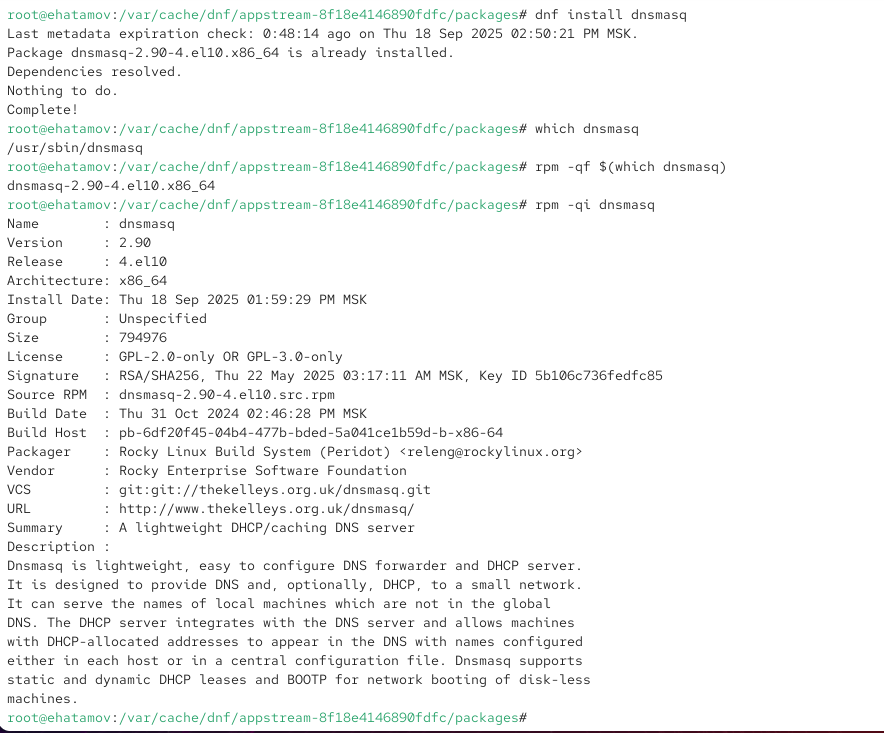 root@ehatamov:/var/cache/dnf/appstream-8f18e4146890fdfc/packages# dnf install dnsmasq
Last metadata expiration check: 0:48:14 ago on Thu 18 Sep 2025 02:50:21 PM MSK.
Package dnsmasq-2.90-4.el10.x86_64 is already installed.
Dependencies resolved.
Nothing to do.
Complete!
root@ehatamov:/var/cache/dnf/appstream-8f18e4146890fdfc/packages# which dnsmasq
/usr/sbin/dnsmasq
root@ehatamov:/var/cache/dnf/appstream-8f18e4146890fdfc/packages# rpm -qf $(which dnsmasq)
dnsmasq-2.90-4.el10.x86_64
root@ehatamov:/var/cache/dnf/appstream-8f18e4146890fdfc/packages# rpm -qi dnsmasq
Name        : dnsmasq
Version     : 2.90
Release     : 4.el10
Architecture: x86_64
Install Date: Thu 18 Sep 2025 01:59:29 PM MSK
Group       : Unspecified
Size        : 794976
License     : GPL-2.0-only OR GPL-3.0-only
Signature   : RSA/SHA256, Thu 22 May 2025 03:17:11 AM MSK, Key ID 5b106c736fedfc85
Source RPM  : dnsmasq-2.90-4.el10.src.rpm
Build Date  : Thu 31 Oct 2024 02:46:28 PM MSK
Build Host  : pb-6df20f45-04b4-477b-bded-5a041ce1b59d-b-x86-64
Packager    : Rocky Linux Build System (Peridot) <releng@rockylinux.org>
Vendor      : Rocky Enterprise Software Foundation
VCS         : git:git://thekelleys.org.uk/dnsmasq.git
URL         : http://www.thekelleys.org.uk/dnsmasq/
Summary     : A lightweight DHCP/caching DNS server
Description :
Dnsmasq is lightweight, easy to configure DNS forwarder and DHCP server.
It is designed to provide DNS and, optionally, DHCP, to a small network.
It can serve the names of local machines which are not in the global
DNS. The DHCP server integrates with the DNS server and allows machines
with DHCP-allocated addresses to appear in the DNS with names configured
either in each host or in a central configuration file. Dnsmasq supports
static and dynamic DHCP leases and BOOTP for network booting of disk-less
machines.
root@ehatamov:/var/cache/dnf/appstream-8f18e4146890fdfc/packages#